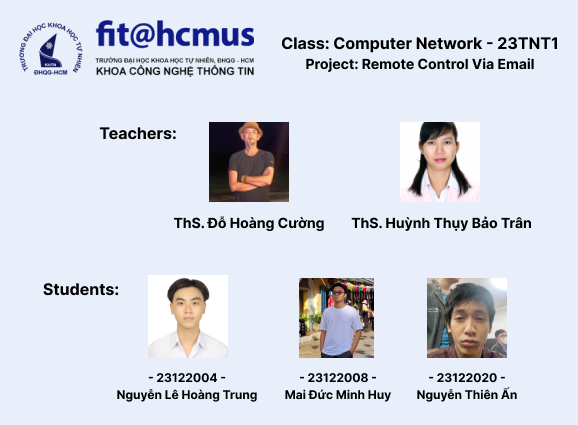 TRƯỜNG ĐẠI HỌC KHOA HỌC TỰ NHIÊN
KHTN
ĐHQG-HCM
fit@hcmus
TRƯỜNG ĐẠI HỌC KHOA HỌC TỰ NHIÊN, ĐHQG - HCM
KHOA CÔNG NGHỆ THÔNG TIN
Class: Computer Network - 23TNT1
Project: Remote Control Via Email
Teachers:
ThS. Đỗ Hoàng Cường
ThS. Huỳnh Thụy Bảo Trân
Students:
- 23122004 -
Nguyễn Lê Hoàng Trung
- 23122008 -
Mai Đức Minh Huy
- 23122020 -
Nguyễn Thiên Ấn